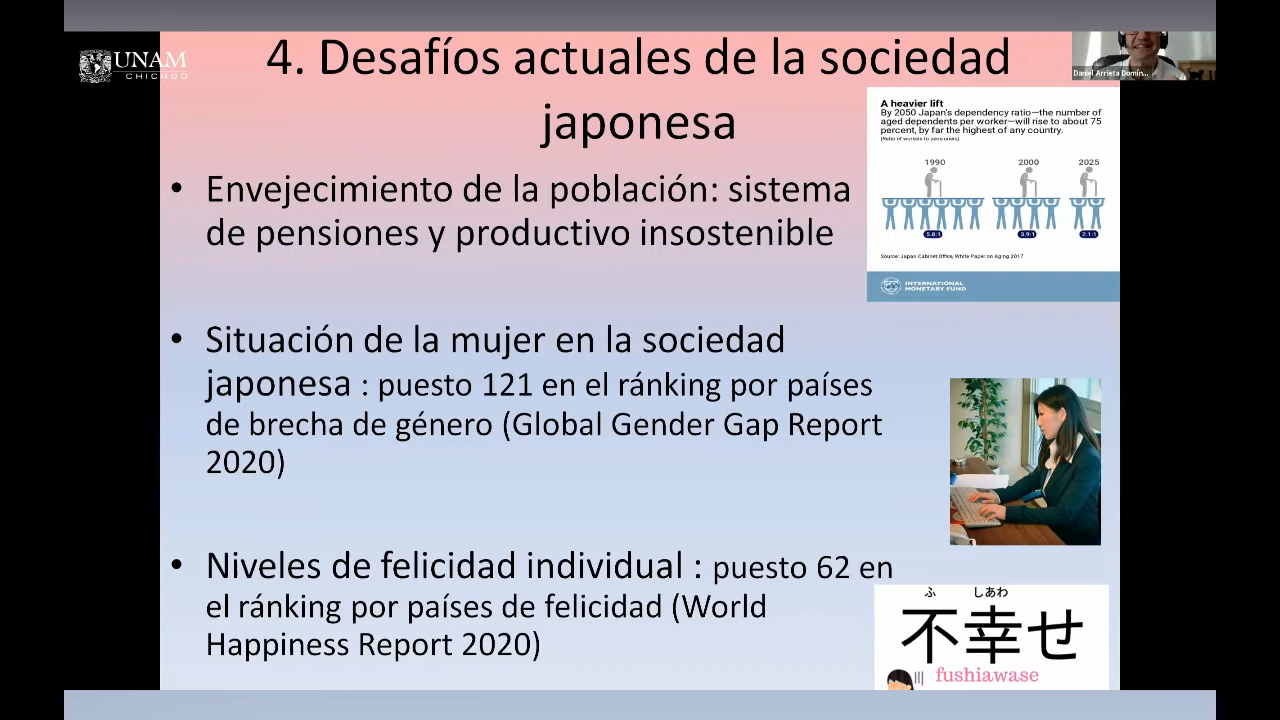 UNAM
CHICAGO
4. Desafíos actuales de la sociedad
japonesa
Daniel Arrieta Domín...
• Envejecimiento de la población: sistema
de pensiones y productivo insostenible
A heavier lift
By 2050 Japan's dependency ratio—the number of
aged dependents per worker—will rise to about 75
percent, by far the highest of any country.
(Ratio of workers to pensioners)
1990 2000 2025
5.8:1 3.9:1 2.1:1
Source: Japan Cabinet Office, White Paper on Aging 2017
INTERNATIONAL
MONETARY FUND
• Situación de la mujer en la sociedad
japonesa : puesto 121 en el ránking por países
de brecha de género (Global Gender Gap Report
2020)
• Niveles de felicidad individual : puesto 62 en
el ránking por países de felicidad (World
Happiness Report 2020)
ふ しあわ
不幸せ
fushiawase